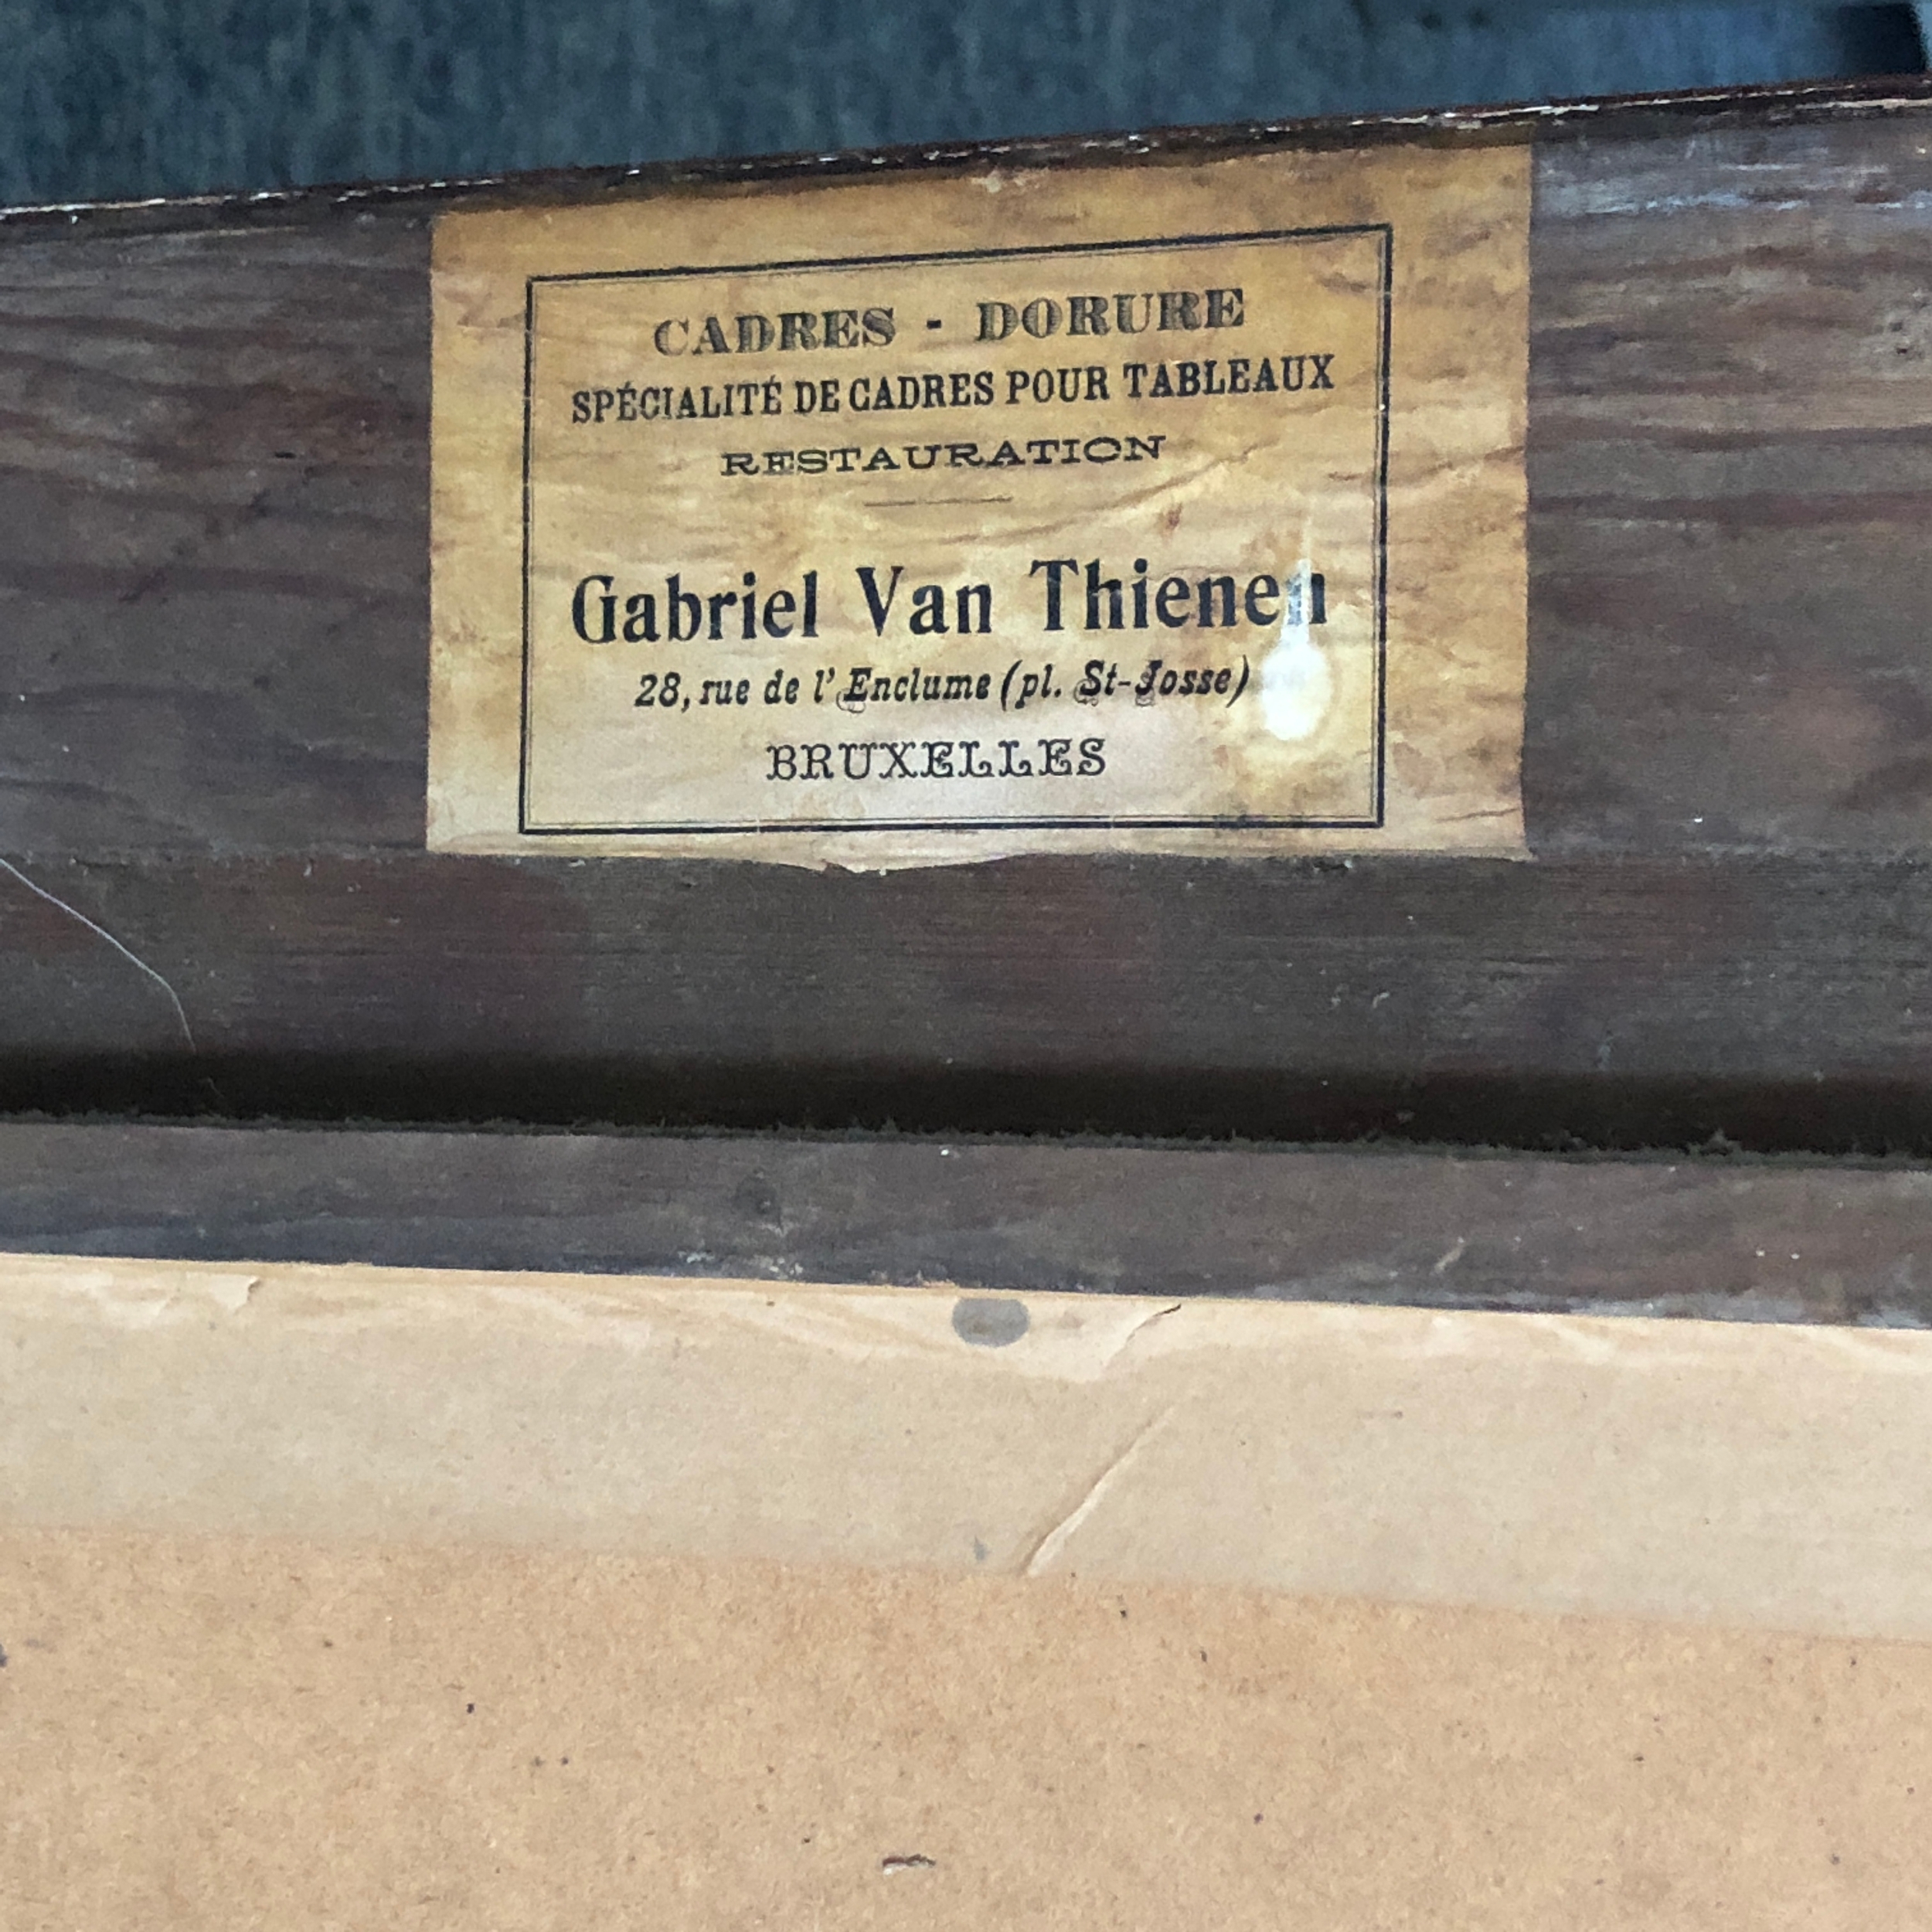 CADRES - DORURE
SPÉCIALITÉ DE CADRES POUR TABLEAUX
RESTAURATION
Gabriel Van Thienen
28, rue de l'Enclume (pl. St-Josse)
BRUXELLES